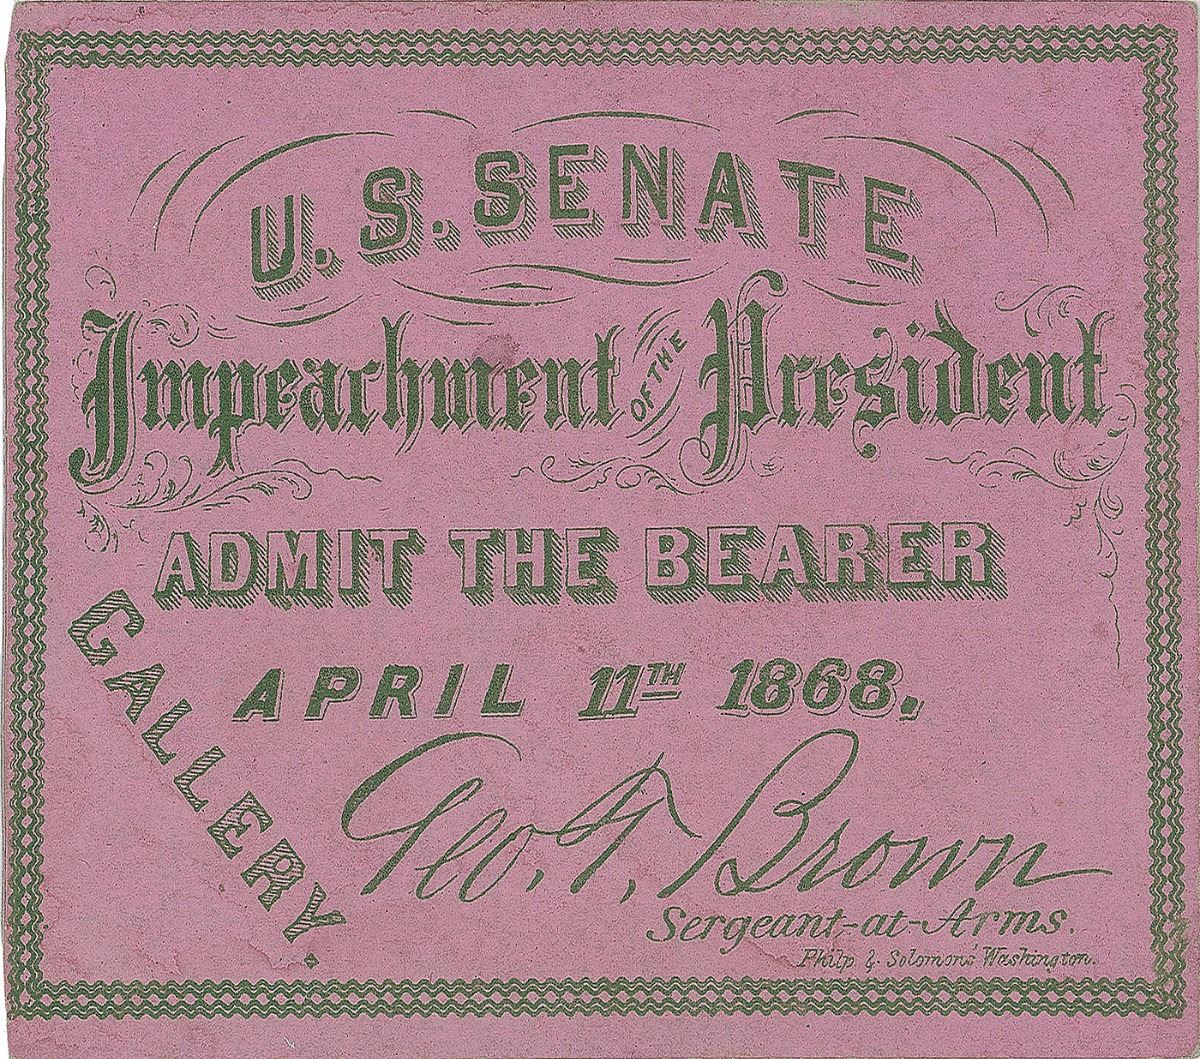 U. S. SENATE
Impeachment OF THE President
ADMIT THE BEARER
GALLERY
APRIL 11TH 1868.
Geo. T. Brown
Sergeant-at-Arms.
Philp & Solomons Washington.